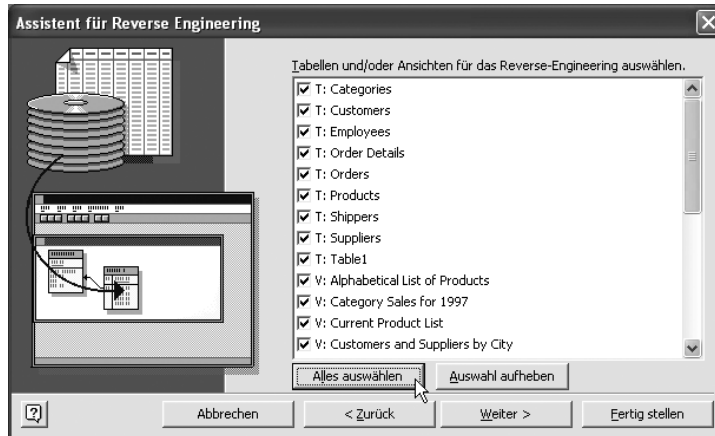 Assistent für Reverse Engineering
Tabellen und/oder Ansichten für das Reverse-Engineering auswählen.
T: Categories
T: Customers
T: Employees
T: Order Details
T: Orders
T: Products
T: Shippers
T: Suppliers
T: Table1
V: Alphabetical List of Products
V: Category Sales for 1997
V: Current Product List
V: Customers and Suppliers by City
Alles auswählen
Auswahl aufheben
?
Abbrechen
< Zurück
Weiter >
Fertig stellen